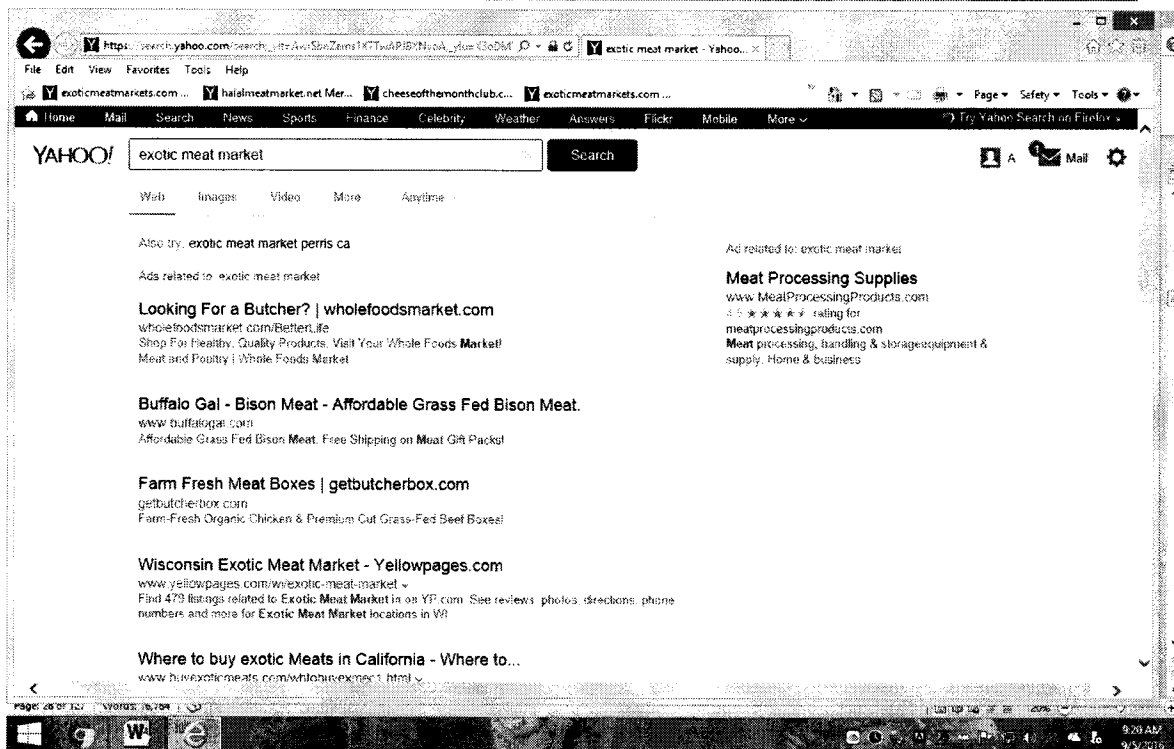 exotic meat market - Yahoo...
File Edit View Favorites Tools Help
exoticmeatmarkets.com ... halalmeatmarket.net Mer... cheeseofthemonthclub.c... exoticmeatmarkets.com ...
Page Safety Tools
Home Mail Search News Sports Finance Celebrity Weather Answers Flickr Mobile More Try Yahoo Search on Firefox »
YAHOO! exotic meat market Search A 1 Mail
Web Images Video More Anytime
Also try: exotic meat market perris ca
Ads related to: exotic meat market
Looking For a Butcher? | wholefoodsmarket.com
wholefoodsmarket.com/BetterLife
Shop For Healthy, Quality Products. Visit Your Whole Foods Market!
Meat and Poultry | Whole Foods Market
Buffalo Gal - Bison Meat - Affordable Grass Fed Bison Meat.
www.buffalogal.com
Affordable Grass Fed Bison Meat. Free Shipping on Meat Gift Packs!
Farm Fresh Meat Boxes | getbutcherbox.com
getbutcherbox.com
Farm-Fresh Organic Chicken & Premium Cut Grass-Fed Beef Boxes!
Wisconsin Exotic Meat Market - Yellowpages.com
www.yellowpages.com/wi/exotic-meat-market
Find 479 listings related to Exotic Meat Market in on YP.com. See reviews, photos, directions, phone
numbers and more for Exotic Meat Market locations in WI
Where to buy exotic Meats in California - Where to...
Ad related to: exotic meat market
Meat Processing Supplies
www.MeatProcessingProducts.com
rating for
meatprocessingproducts.com
Meat processing, handling & storageequipment &
supply. Home & business
9:20 AM